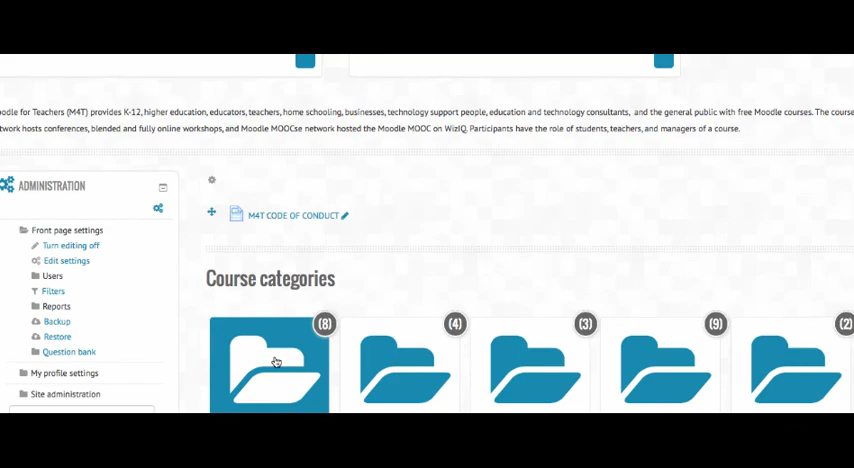 odle for Teachers (M4T) provides K-12, higher education, educators, teachers, home schooling, businesses, technology support people, education and technology consultants, and the general public with free Moodle courses. The course
twork hosts conferences, blended and fully online workshops, and Moodle MOOCse network hosted the Moodle MOOC on WizIQ. Participants have the role of students, teachers, and managers of a course.
ADMINISTRATION
Front page settings
Turn editing off
Edit settings
Users
Filters
Reports
Backup
Restore
Question bank
My profile settings
Site administration
M4T CODE OF CONDUCT
Course categories
(8)
(4)
(3)
(9)
(2)